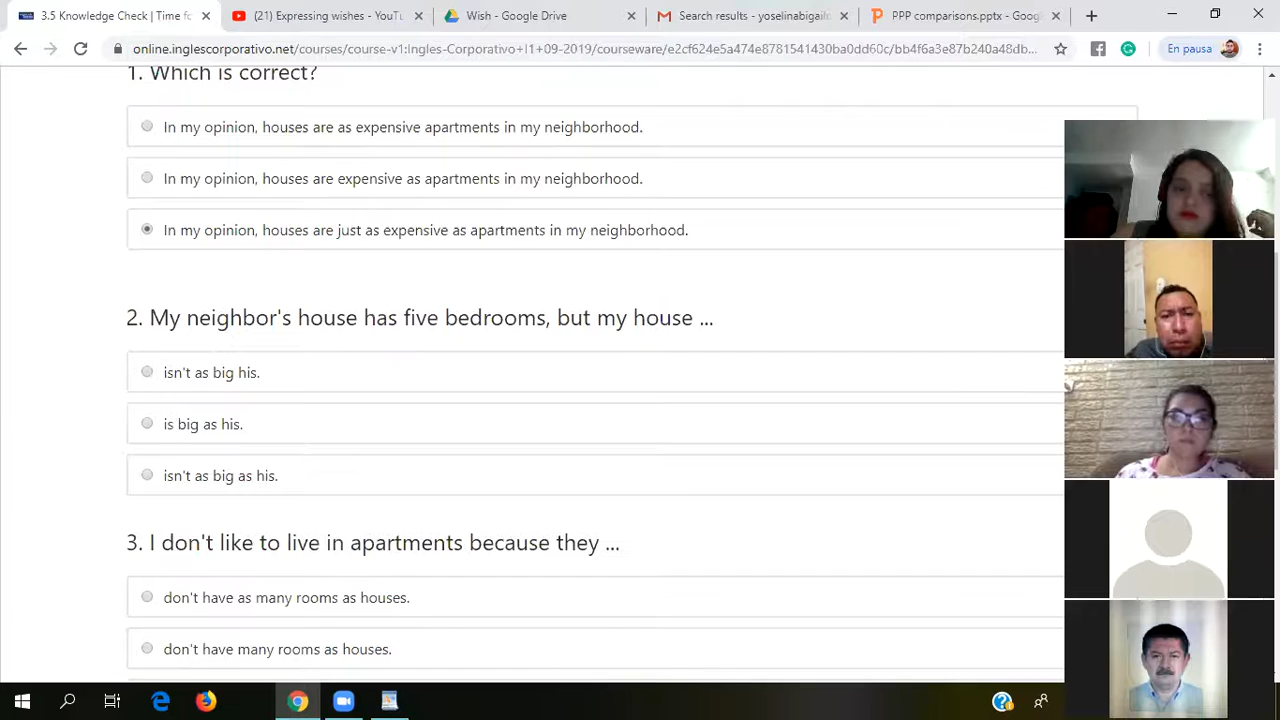 3.5 Knowledge Check | Time fo
(21) Expressing wishes - YouTu
Wish - Google Drive
Search results - yoselinabigailo
PPP comparisons.pptx - Googl
online.inglescorporativo.net/courses/course-v1:Ingles-Corporativo+I1+09-2019/courseware/e2cf624e5a474e8781541430ba0dd60c/bb4f6a3e87b240a48db...
En pausa
1. Which is correct?
In my opinion, houses are as expensive apartments in my neighborhood.
In my opinion, houses are expensive as apartments in my neighborhood.
In my opinion, houses are just as expensive as apartments in my neighborhood.
2. My neighbor's house has five bedrooms, but my house ...
isn't as big his.
is big as his.
isn't as big as his.
3. I don't like to live in apartments because they ...
don't have as many rooms as houses.
don't have many rooms as houses.